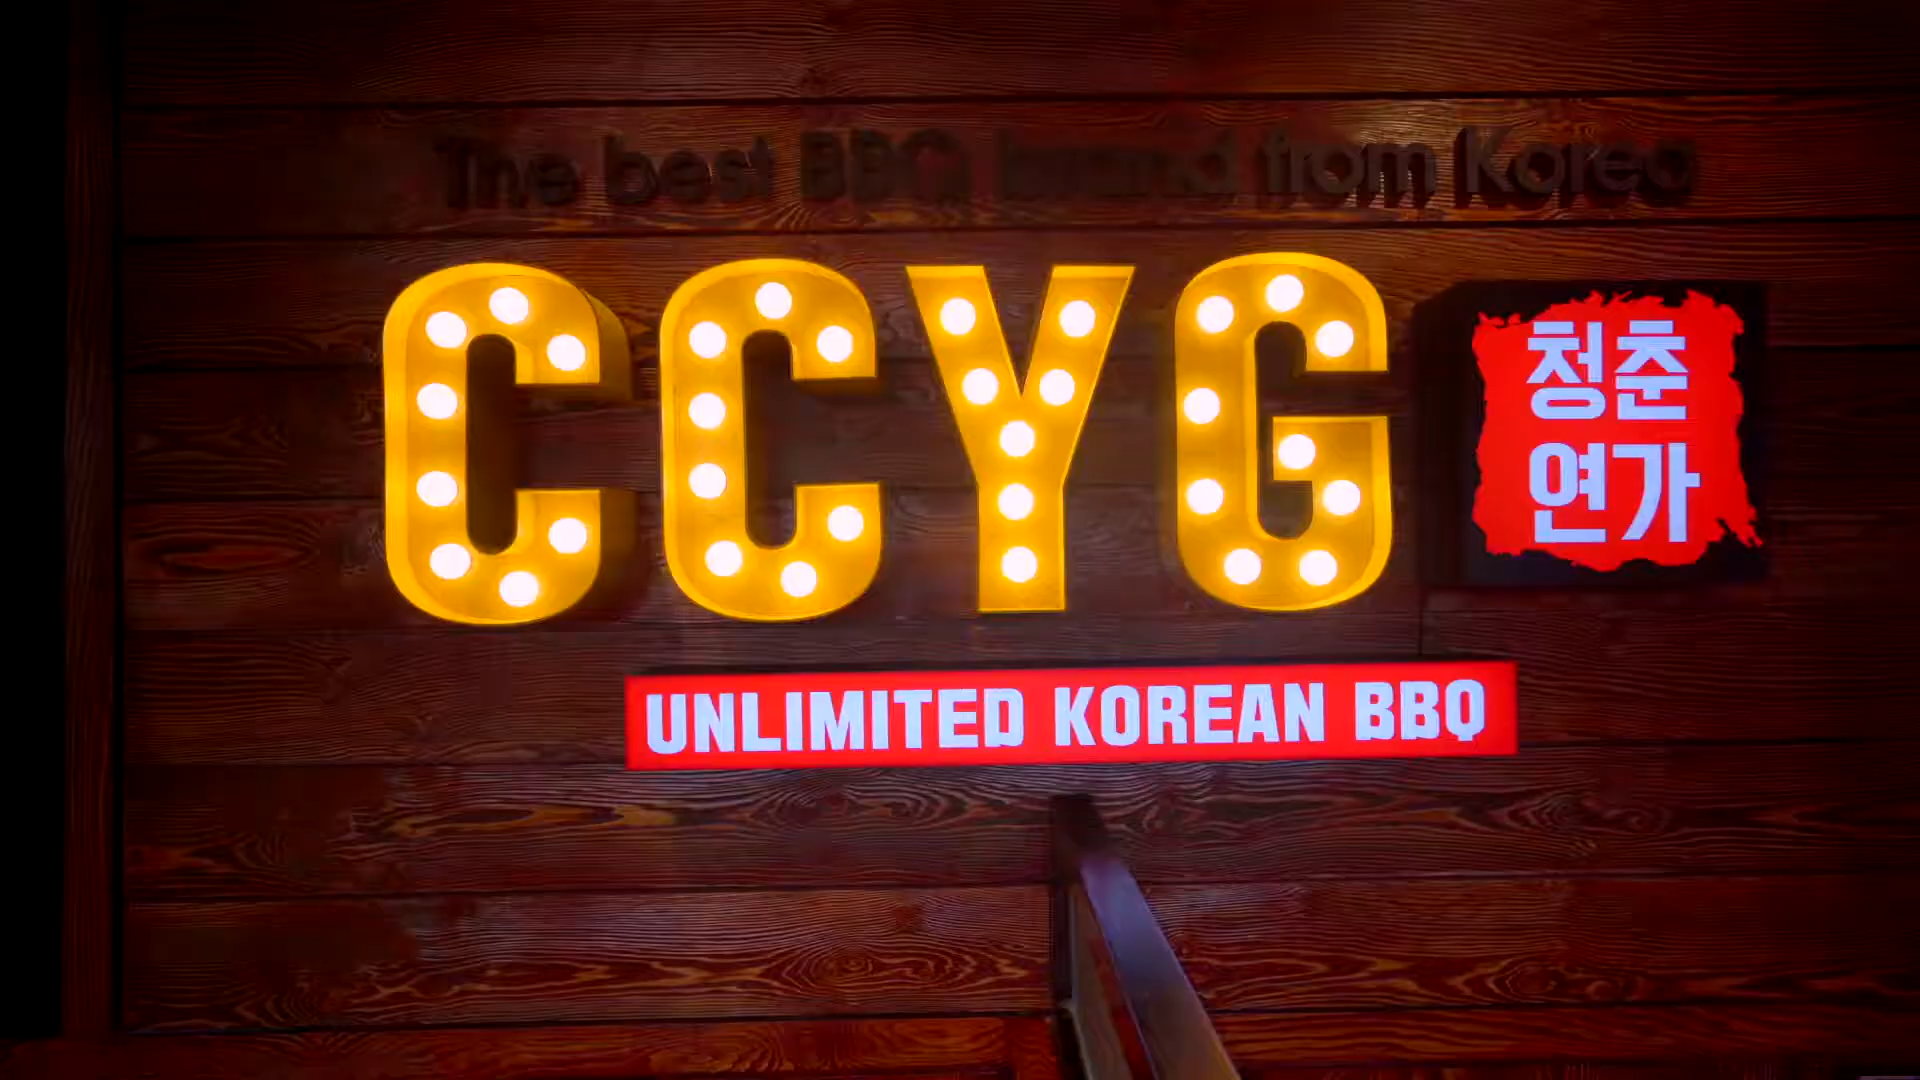 The best BBQ brand from Korea
CCYG
청춘
연가
UNLIMITED KOREAN BBQ